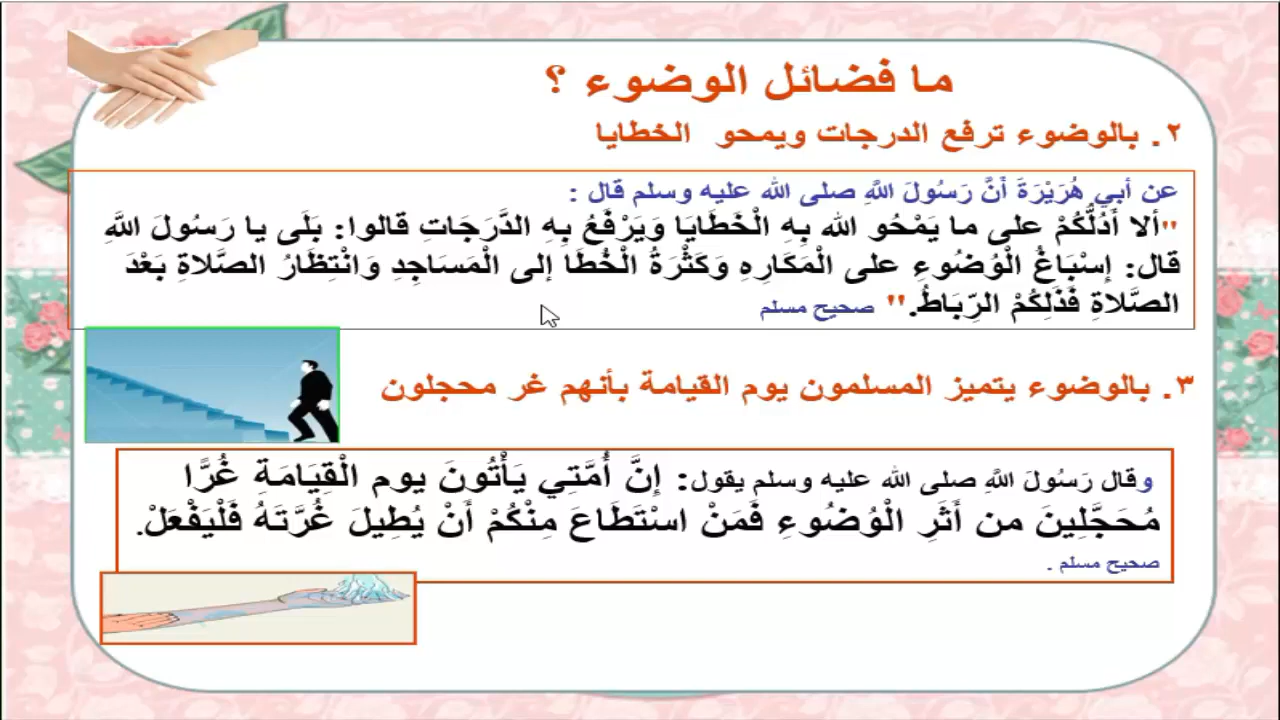 ما فضائل الوضوء ؟
٢. بالوضوء ترفع الدرجات ويمحو الخطايا
عن أبي هُرَيْرَةَ أَنَّ رَسُولَ اللَّهِ صلى الله عليه وسلم قال :
"ألا أَدُلُّكُمْ على ما يَمْحُو الله بِهِ الْخَطَايَا وَيَرْفَعُ بِهِ الدَّرَجَاتِ قالوا: بَلَى يا رَسُولَ اللَّهِ
قال: إِسْبَاغُ الْوُضُوءِ على الْمَكَارِهِ وَكَثْرَةُ الْخُطَا إلى الْمَسَاجِدِ وَانْتِظَارُ الصَّلاةِ بَعْدَ
الصَّلاةِ فَذَلِكُمْ الرِّبَاطُ." صحيح مسلم
٣. بالوضوء يتميز المسلمون يوم القيامة بأنهم غر محجلون
وقال رَسُولَ اللَّهِ صلى الله عليه وسلم يقول: إِنَّ أُمَّتِي يَأْتُونَ يوم الْقِيَامَةِ غُرًّا
مُحَجَّلِينَ من أَثَرِ الْوُضُوءِ فَمَنْ اسْتَطَاعَ مِنْكُمْ أَنْ يُطِيلَ غُرَّتَهُ فَلْيَفْعَلْ.
صحيح مسلم .